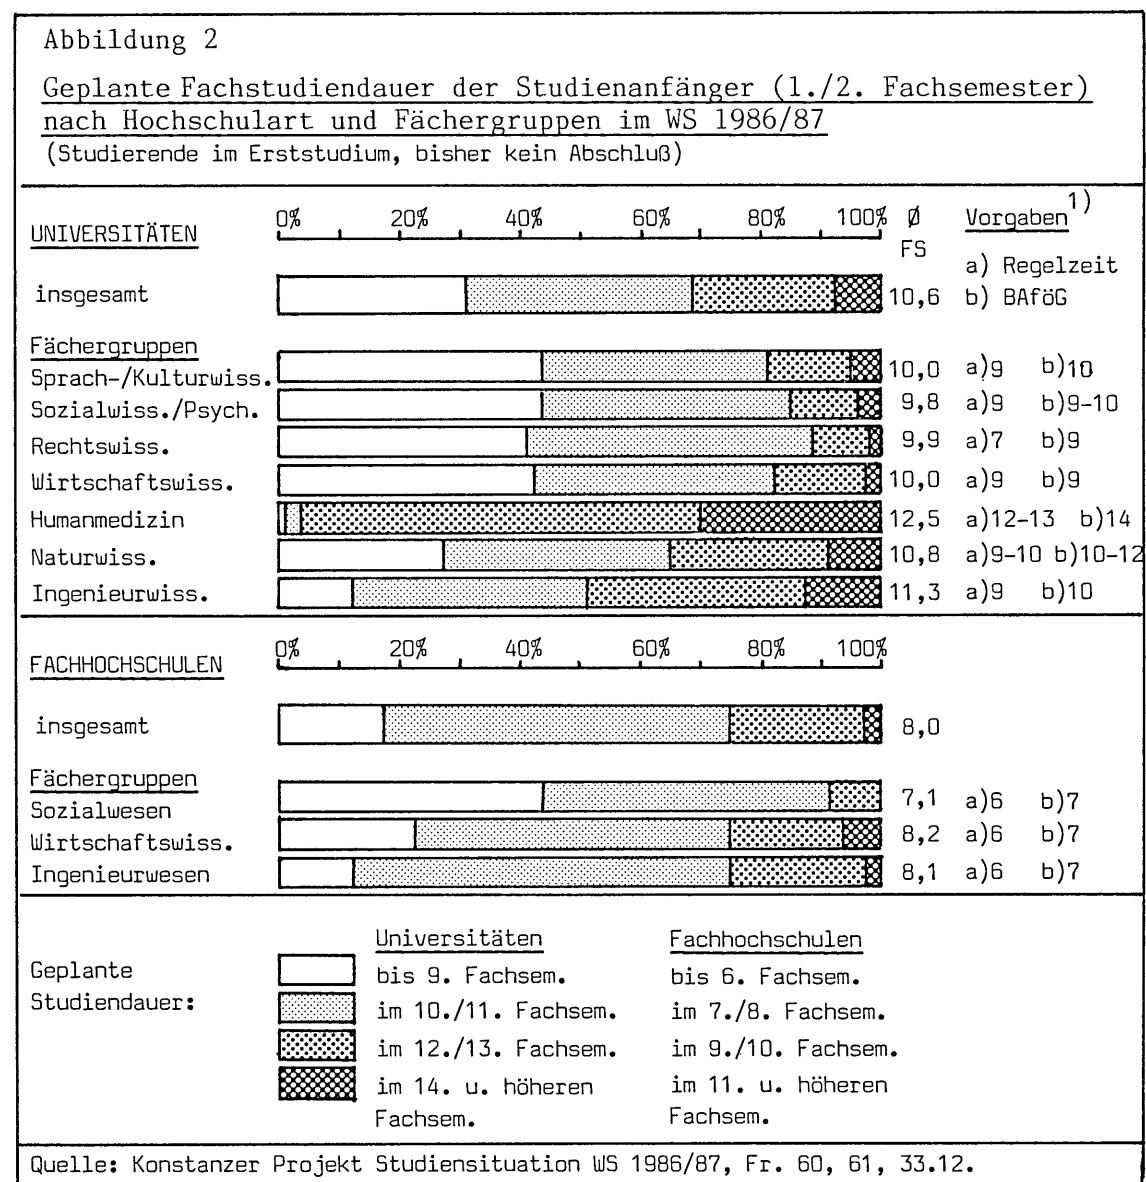 Abbildung 2
Geplante Fachstudiendauer der Studienanfänger (1./2. Fachsemester)
nach Hochschulart und Fächergruppen im WS 1986/87
(Studierende im Erststudium, bisher kein Abschluß)
UNIVERSITÄTEN 0% 20% 40% 60% 80% 100% Ø FS Vorgaben1)
a) Regelzeit
insgesamt 10,6 b) BAföG
Fächergruppen
Sprach-/Kulturwiss. 10,0 a)9 b)10
Sozialwiss./Psych. 9,8 a)9 b)9-10
Rechtswiss. 9,9 a)7 b)9
Wirtschaftswiss. 10,0 a)9 b)9
Humanmedizin 12,5 a)12-13 b)14
Naturwiss. 10,8 a)9-10 b)10-12
Ingenieurwiss. 11,3 a)9 b)10
FACHHOCHSCHULEN 0% 20% 40% 60% 80% 100%
insgesamt 8,0
Fächergruppen
Sozialwesen 7,1 a)6 b)7
Wirtschaftswiss. 8,2 a)6 b)7
Ingenieurwesen 8,1 a)6 b)7
Universitäten Fachhochschulen
Geplante bis 9. Fachsem. bis 6. Fachsem.
Studiendauer: im 10./11. Fachsem. im 7./8. Fachsem.
im 12./13. Fachsem. im 9./10. Fachsem.
im 14. u. höheren im 11. u. höheren
Fachsem. Fachsem.
Quelle: Konstanzer Projekt Studiensituation WS 1986/87, Fr. 60, 61, 33.12.